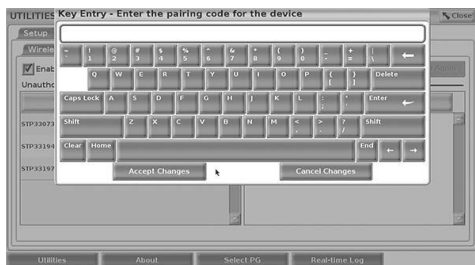 UTILITIES
Key Entry - Enter the pairing code for the device
Close
Setup
Wirele
~ ! @ # $ % ^ & * ( ) _ + |
` 1 2 3 4 5 6 7 8 9 0 - = \ ←
Enab
Q W E R T Y U I O P { } Delete
[ ]
Unautho
Caps Lock A S D F G H J K L : " Enter ←
; '
STP33073
Shift Z X C V B N M < > ? Shift
, . /
STP33194
Clear Home End ← →
STP33197
Accept Changes Cancel Changes
Utilities About Select PG Real-time Log